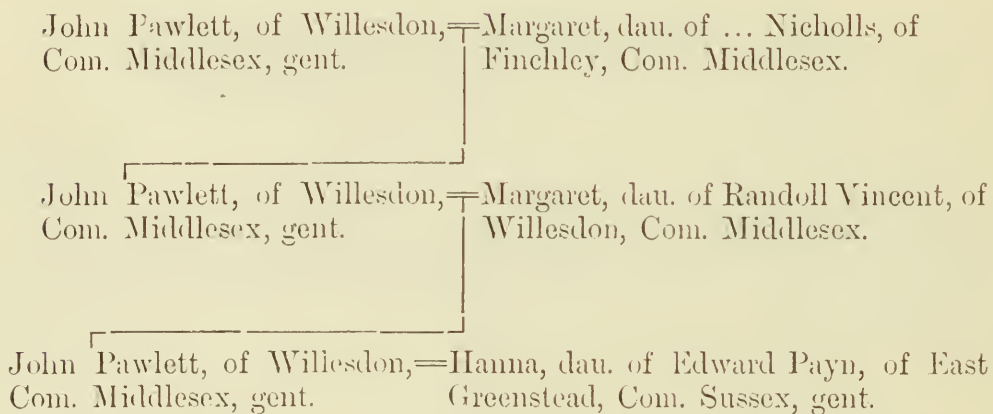 John Pawlett, of Willesdon,=Margaret, dau. of ... Nicholls, of
Com. Middlesex, gent. Finchley, Com. Middlesex.
John Pawlett, of Willesdon,=Margaret, dau. of Randoll Vincent, of
Com. Middlesex, gent. Willesdon, Com. Middlesex.
John Pawlett, of Willesdon,=Hanna, dau. of Edward Payn, of East
Com. Middlesex, gent. Greenstead, Com. Sussex, gent.